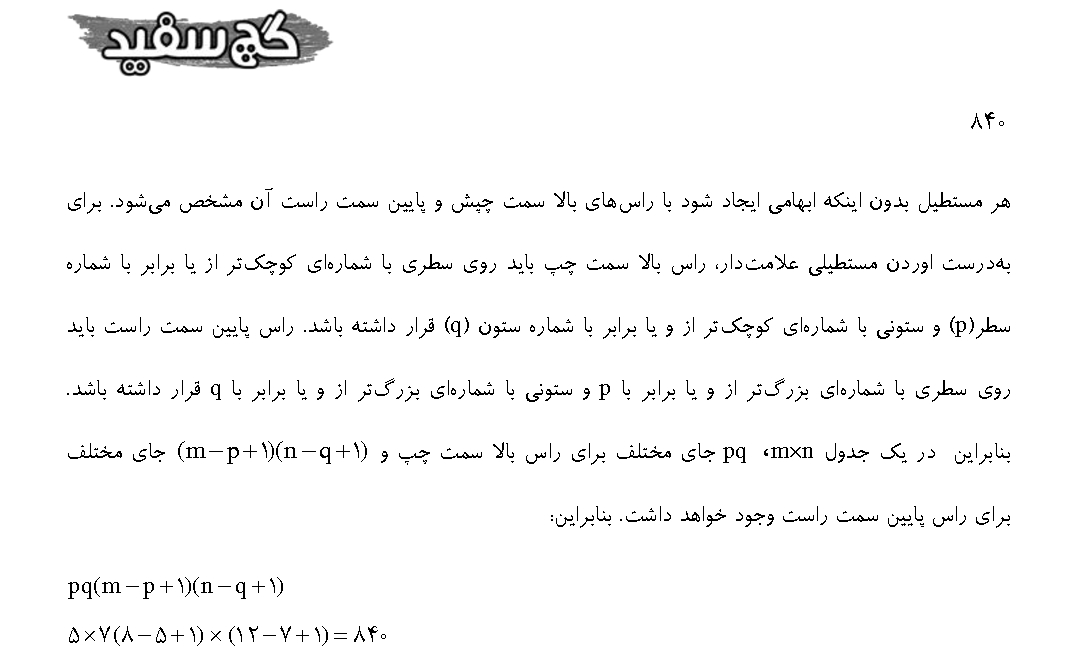 گچ سفید
۸۴۰
هر مستطیل بدون اینکه ابهامی ایجاد شود با راس‌های بالا سمت چپش و پایین سمت راست آن مشخص می‌شود. برای
به‌درست اوردن مستطیلی علامت‌دار، راس بالا سمت چپ باید روی سطری با شماره‌ای کوچک‌تر از یا برابر با شماره
سطر(p) و ستونی با شماره‌ای کوچک‌تر از و یا برابر با شماره ستون (q) قرار داشته باشد. راس پایین سمت راست باید
روی سطری با شماره‌ای بزرگ‌تر از و یا برابر با p و ستونی با شماره‌ای بزرگ‌تر از و یا برابر با q قرار داشته باشد.
بنابراین در یک جدول m×n، pq جای مختلف برای راس بالا سمت چپ و (m−p+۱)(n−q+۱) جای مختلف
برای راس پایین سمت راست وجود خواهد داشت. بنابراین:
pq(m−p+۱)(n−q+۱)
۵×۷(۸−۵+۱)×(۱۲−۷+۱)=۸۴۰